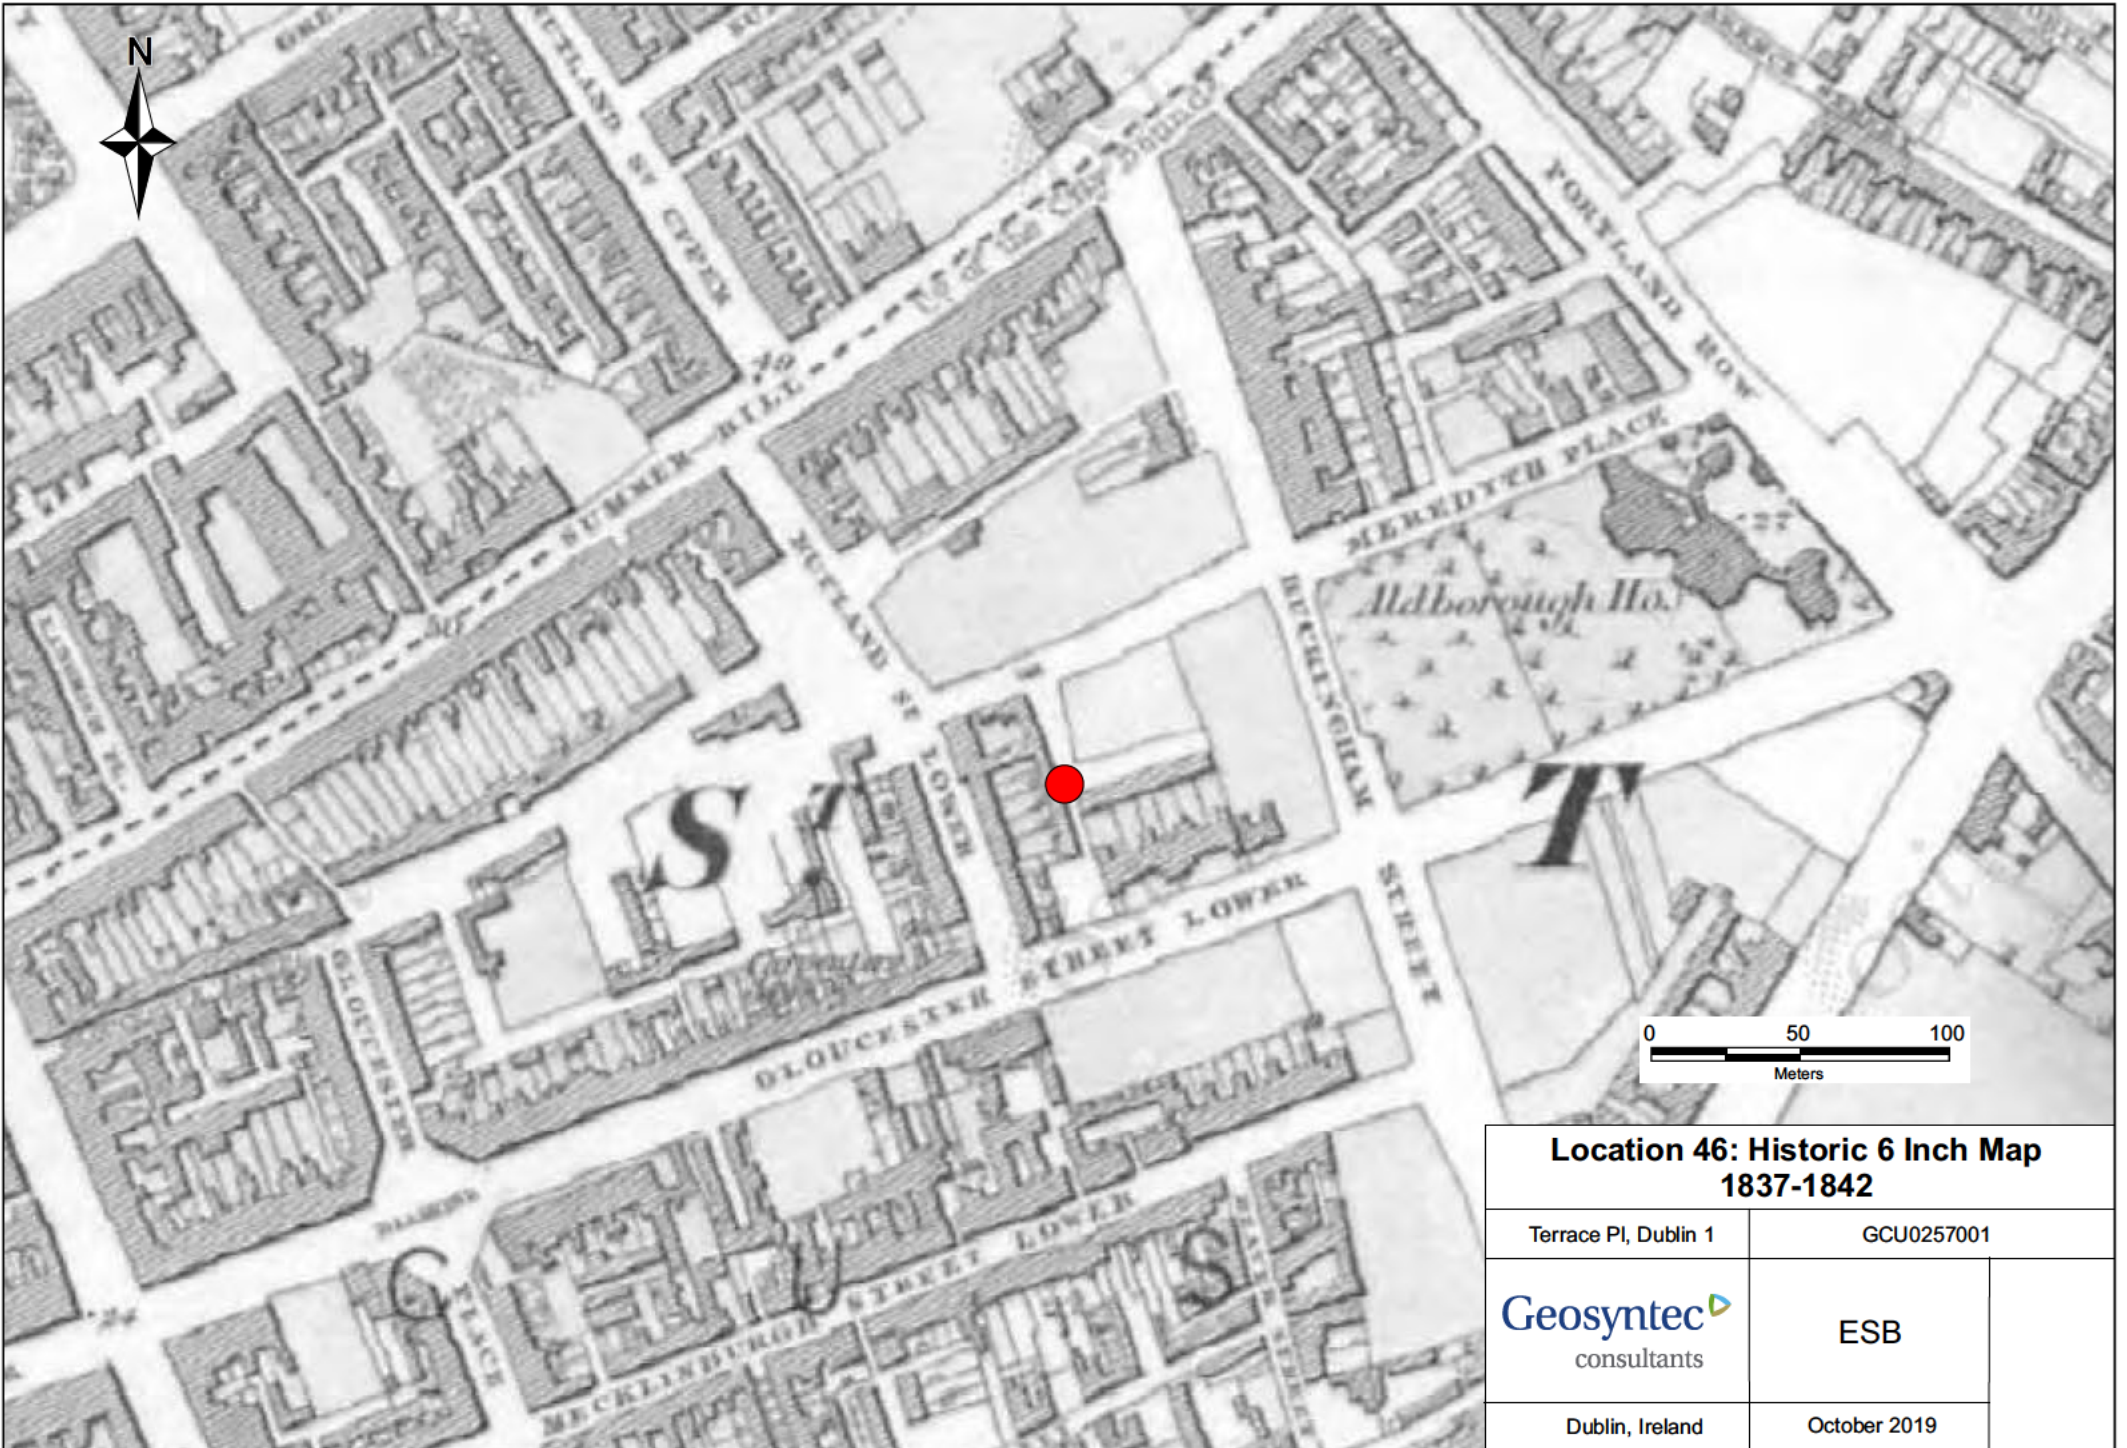 N
RUTLAND ST UPPER
SUMMER HILL
PORTLAND ROW
MEREDYTH PLACE
Aldborough Ho.
RUTLAND ST LOWER
BUCKINGHAM STREET
S T
T
GLOUCESTER STREET LOWER
GLOUCESTER
DIAMOND
PLACE
C U S
MECKLINBURGH STREET LOWER
0 50 100
Meters
Location 46: Historic 6 Inch Map
1837-1842
Terrace Pl, Dublin 1
GCU0257001
Geosyntec
consultants
ESB
Dublin, Ireland
October 2019